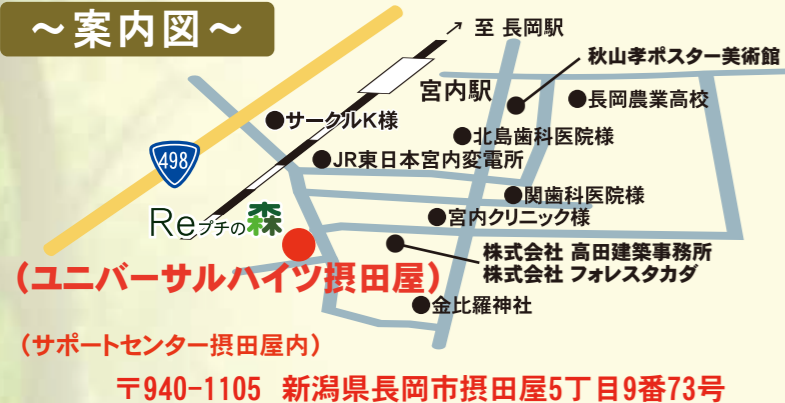 ～案内図～
至 長岡駅
秋山孝ポスター美術館
宮内駅
●長岡農業高校
●サークルK様
●北島歯科医院様
498
●JR東日本宮内変電所
●関歯科医院様
Reプチの森
●宮内クリニック様
株式会社 高田建築事務所
株式会社 フォレスタカダ
（ユニバーサルハイツ摂田屋）
●金比羅神社
（サポートセンター摂田屋内）
〒940-1105 新潟県長岡市摂田屋5丁目9番73号